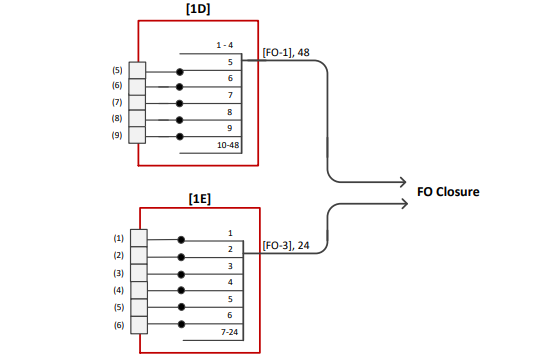 [1D]
1 - 4
[FO-1], 48
(5) 5
(6) 6
(7) 7
(8) 8
(9) 9
10-48
FO Closure
[1E]
(1) 1
(2) 2
[FO-3], 24
(3) 3
(4) 4
(5) 5
(6) 6
7-24